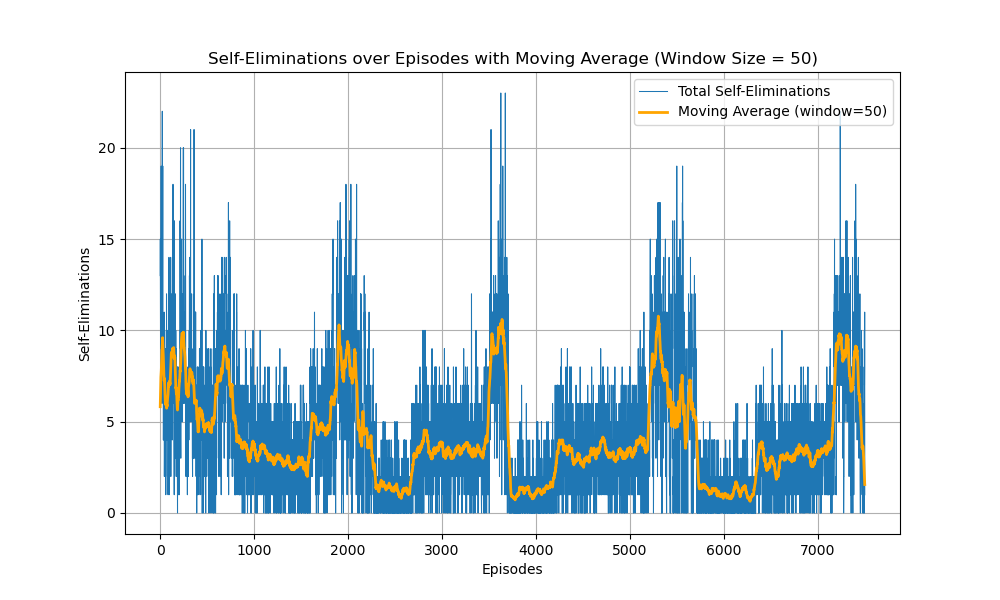 Self-Eliminations over Episodes with Moving Average (Window Size = 50)
Total Self-Eliminations
Moving Average (window=50)
Self-Eliminations
20
15
10
5
0
0 1000 2000 3000 4000 5000 6000 7000
Episodes